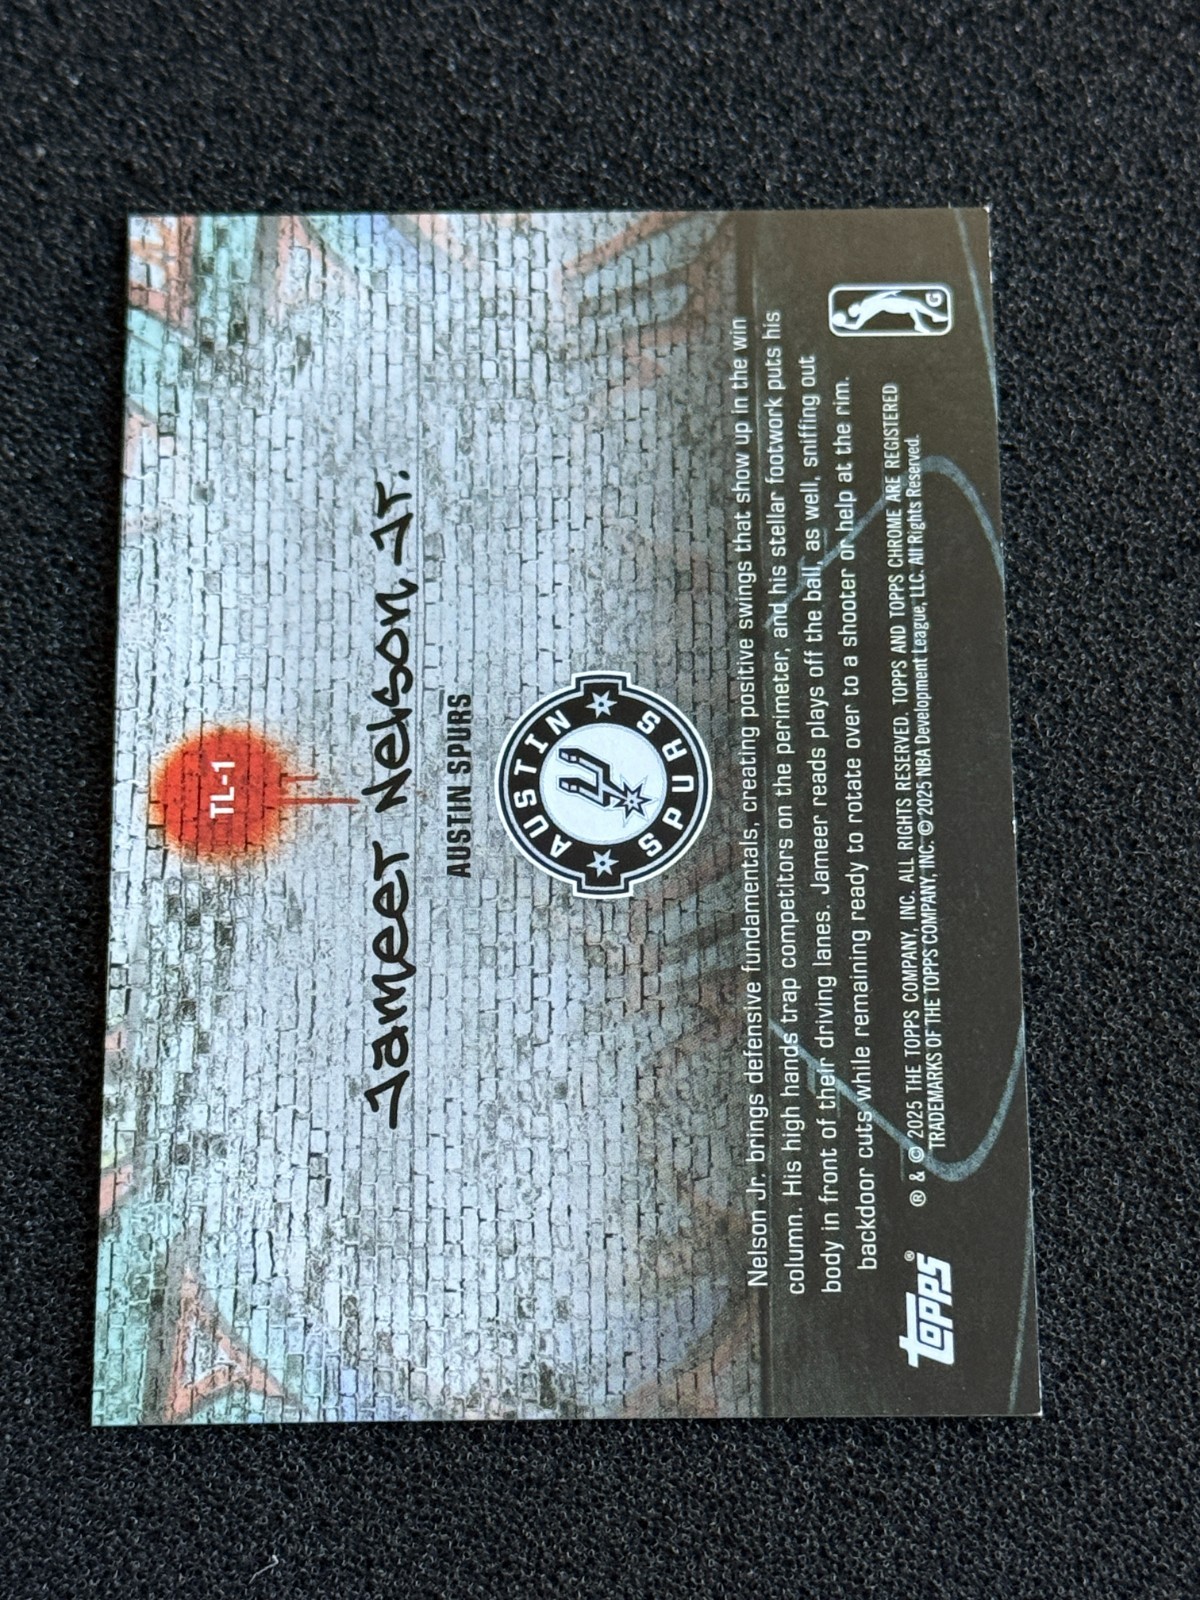 TL-1
Jameer Nelson Jr.
AUSTIN SPURS
AUSTIN
SPURS
Nelson Jr. brings defensive fundamentals, creating positive swings that show up in the win
column. His high hands trap competitors on the perimeter, and his stellar footwork puts his
body in front of their driving lanes. Jameer reads plays off the ball, as well, sniffing out
backdoor cuts while remaining ready to rotate over to a shooter or help at the rim.
® & © 2025 THE TOPPS COMPANY, INC. ALL RIGHTS RESERVED. TOPPS AND TOPPS CHROME ARE REGISTERED
TRADEMARKS OF THE TOPPS COMPANY, INC. © 2025 NBA Development League, LLC. All Rights Reserved.
topps®
G